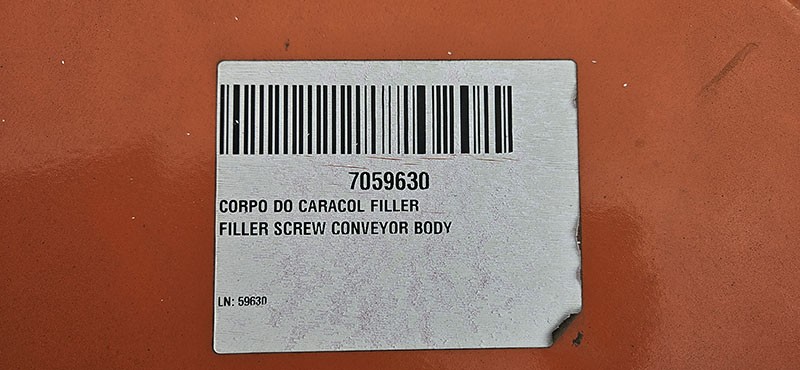 7059630
CORPO DO CARACOL FILLER
FILLER SCREW CONVEYOR BODY
LN: 59630